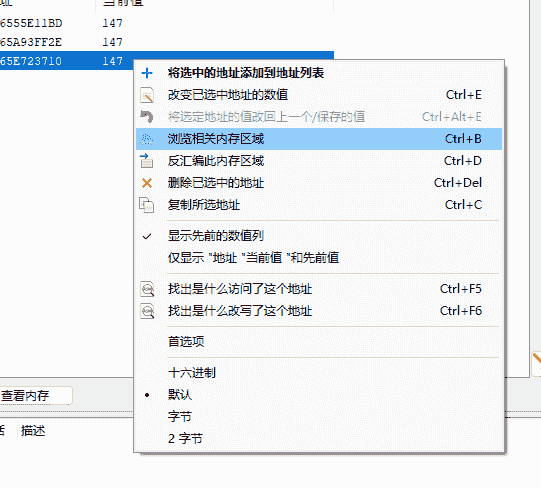 址 当前值
6555E11BD 147
65A93FF2E 147
65E723710 147
将选中的地址添加到地址列表
改变已选中地址的数值 Ctrl+E
将选定地址的值改回上一个/保存的值 Ctrl+Alt+E
浏览相关内存区域 Ctrl+B
反汇编此内存区域 Ctrl+D
删除已选中的地址 Ctrl+Del
复制所选地址 Ctrl+C
显示先前的数值列
仅显示 "地址 "当前值 "和先前值
找出是什么访问了这个地址 Ctrl+F5
找出是什么改写了这个地址 Ctrl+F6
首选项
十六进制
默认
字节
2 字节
查看内存
描述